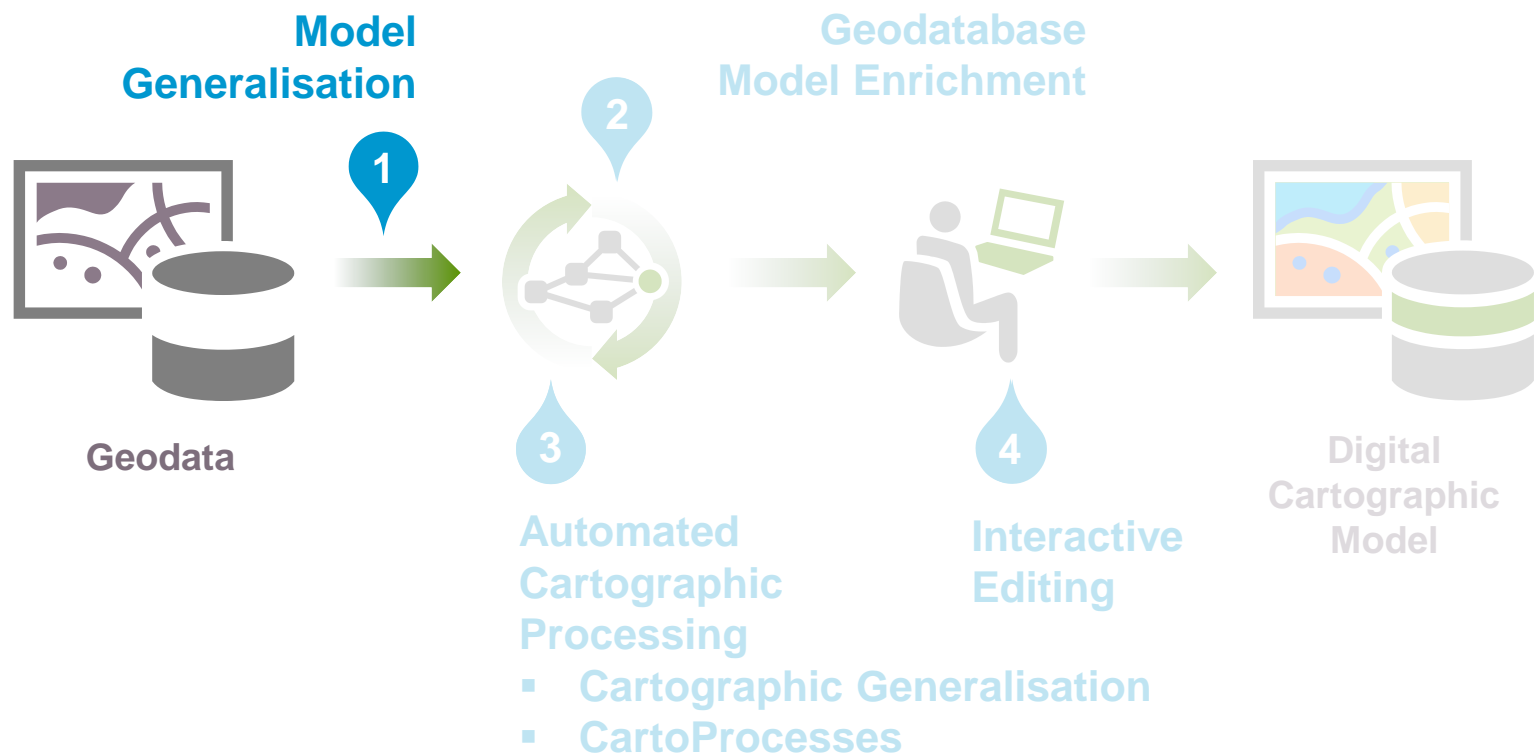 Model
Generalisation
Geodatabase
Model Enrichment
1
2
Geodata
3
4
Digital
Cartographic
Model
Automated
Cartographic
Processing
▪ Cartographic Generalisation
▪ CartoProcesses
Interactive
Editing